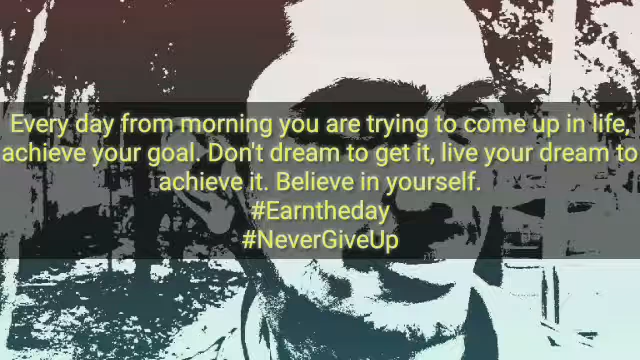 Every day from morning you are trying to come up in life,
achieve your goal. Don't dream to get it, live your dream to
achieve it. Believe in yourself.
#Earntheday
#NeverGiveUp